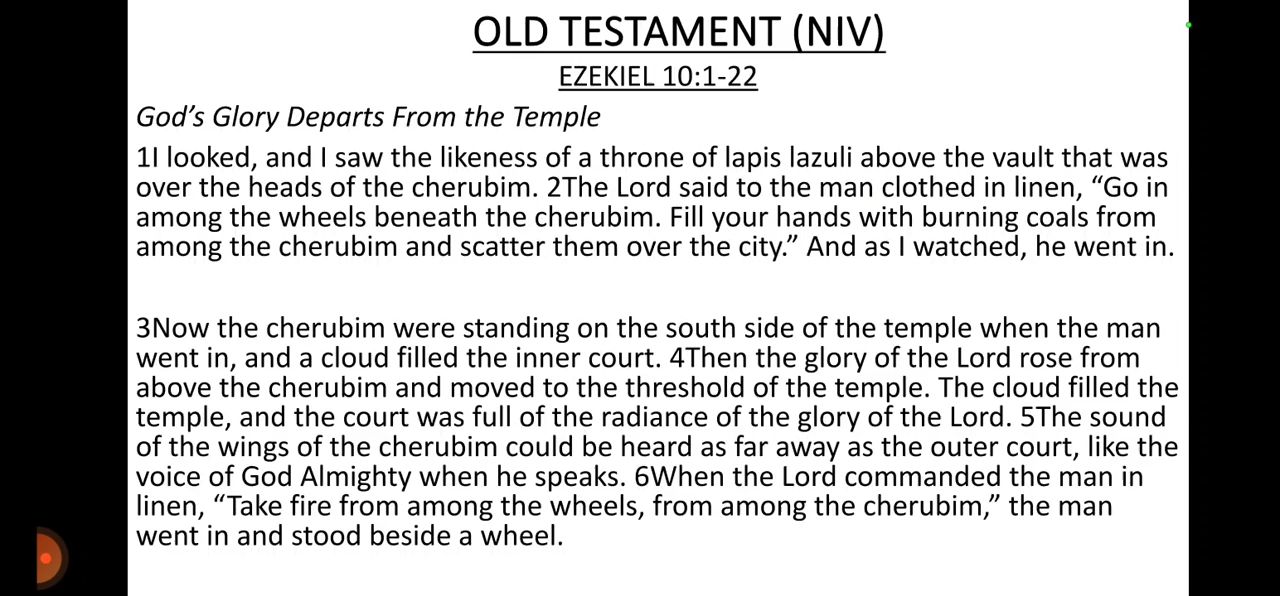 OLD TESTAMENT (NIV)
EZEKIEL 10:1-22
God’s Glory Departs From the Temple
1I looked, and I saw the likeness of a throne of lapis lazuli above the vault that was
over the heads of the cherubim. 2The Lord said to the man clothed in linen, “Go in
among the wheels beneath the cherubim. Fill your hands with burning coals from
among the cherubim and scatter them over the city.” And as I watched, he went in.
3Now the cherubim were standing on the south side of the temple when the man
went in, and a cloud filled the inner court. 4Then the glory of the Lord rose from
above the cherubim and moved to the threshold of the temple. The cloud filled the
temple, and the court was full of the radiance of the glory of the Lord. 5The sound
of the wings of the cherubim could be heard as far away as the outer court, like the
voice of God Almighty when he speaks. 6When the Lord commanded the man in
linen, “Take fire from among the wheels, from among the cherubim,” the man
went in and stood beside a wheel.